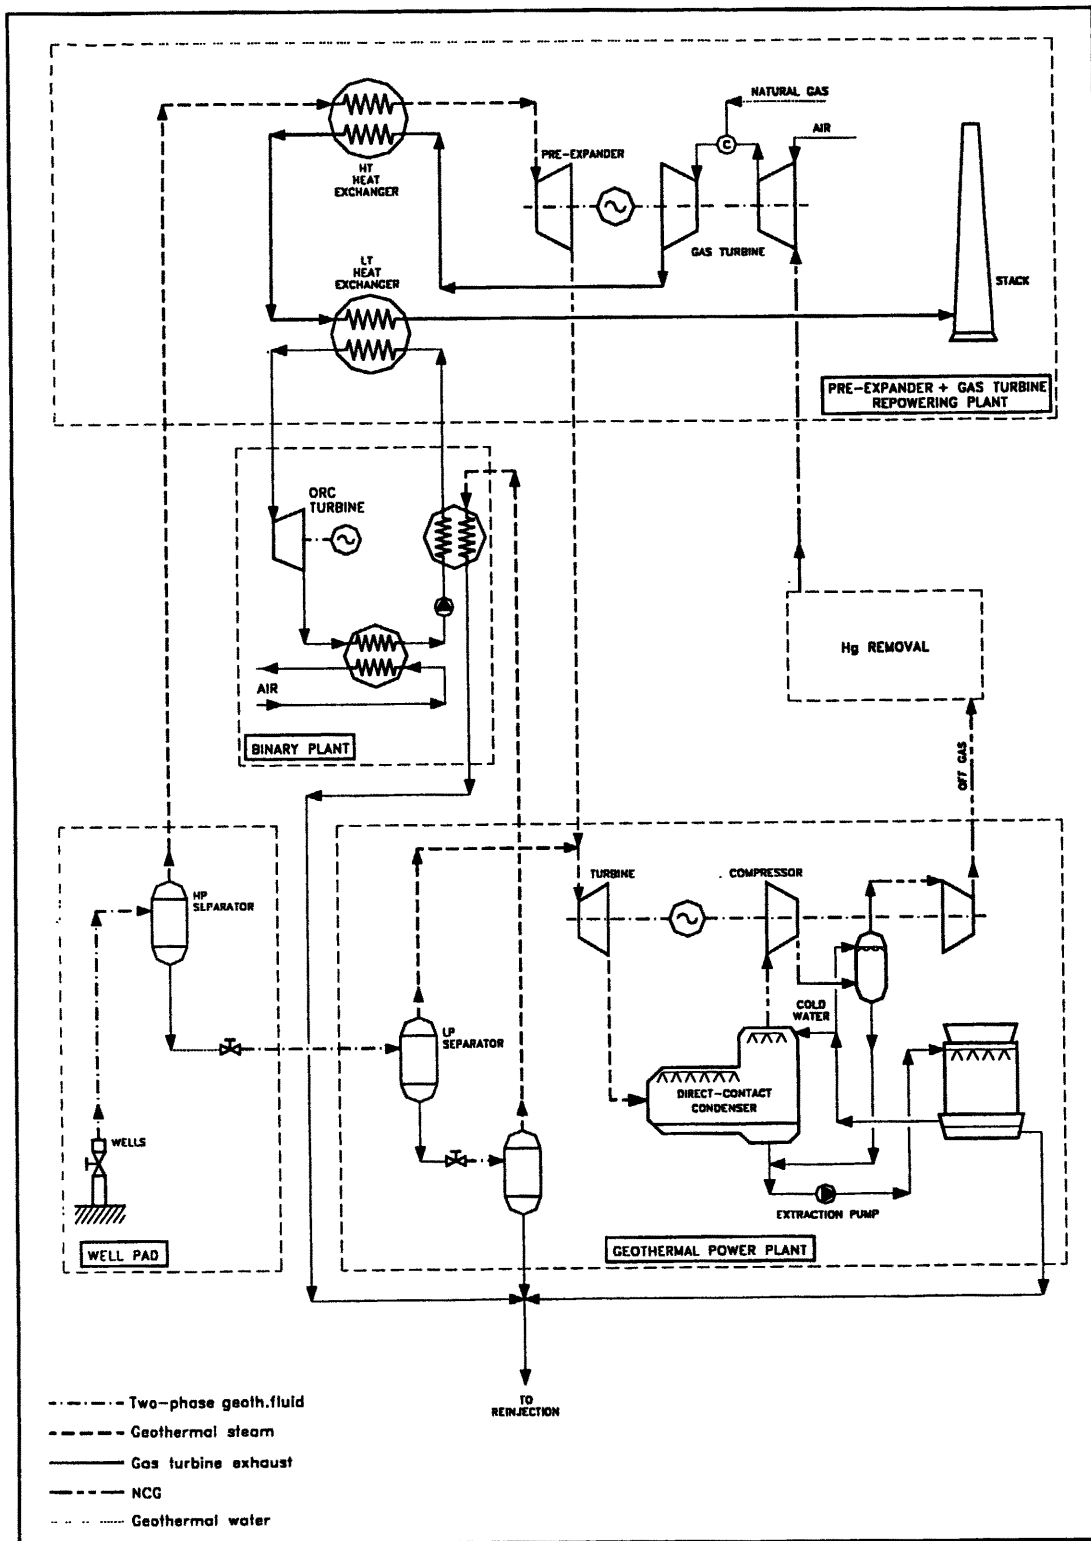 NATURAL GAS
AIR
C
PRE-EXPANDER
HT
HEAT
EXCHANGER
GAS TURBINE
LT
HEAT
EXCHANGER
STACK
PRE-EXPANDER + GAS TURBINE
REPOWERING PLANT
ORC
TURBINE
AIR
BINARY PLANT
Hg REMOVAL
OFF GAS
HP
SEPARATOR
TURBINE
COMPRESSOR
COLD
WATER
LP
SEPARATOR
DIRECT-CONTACT
CONDENSER
WELLS
EXTRACTION PUMP
WELL PAD
GEOTHERMAL POWER PLANT
TO
REINJECTION
Two-phase geoth.fluid
Geothermal steam
Gas turbine exhaust
NCG
Geothermal water